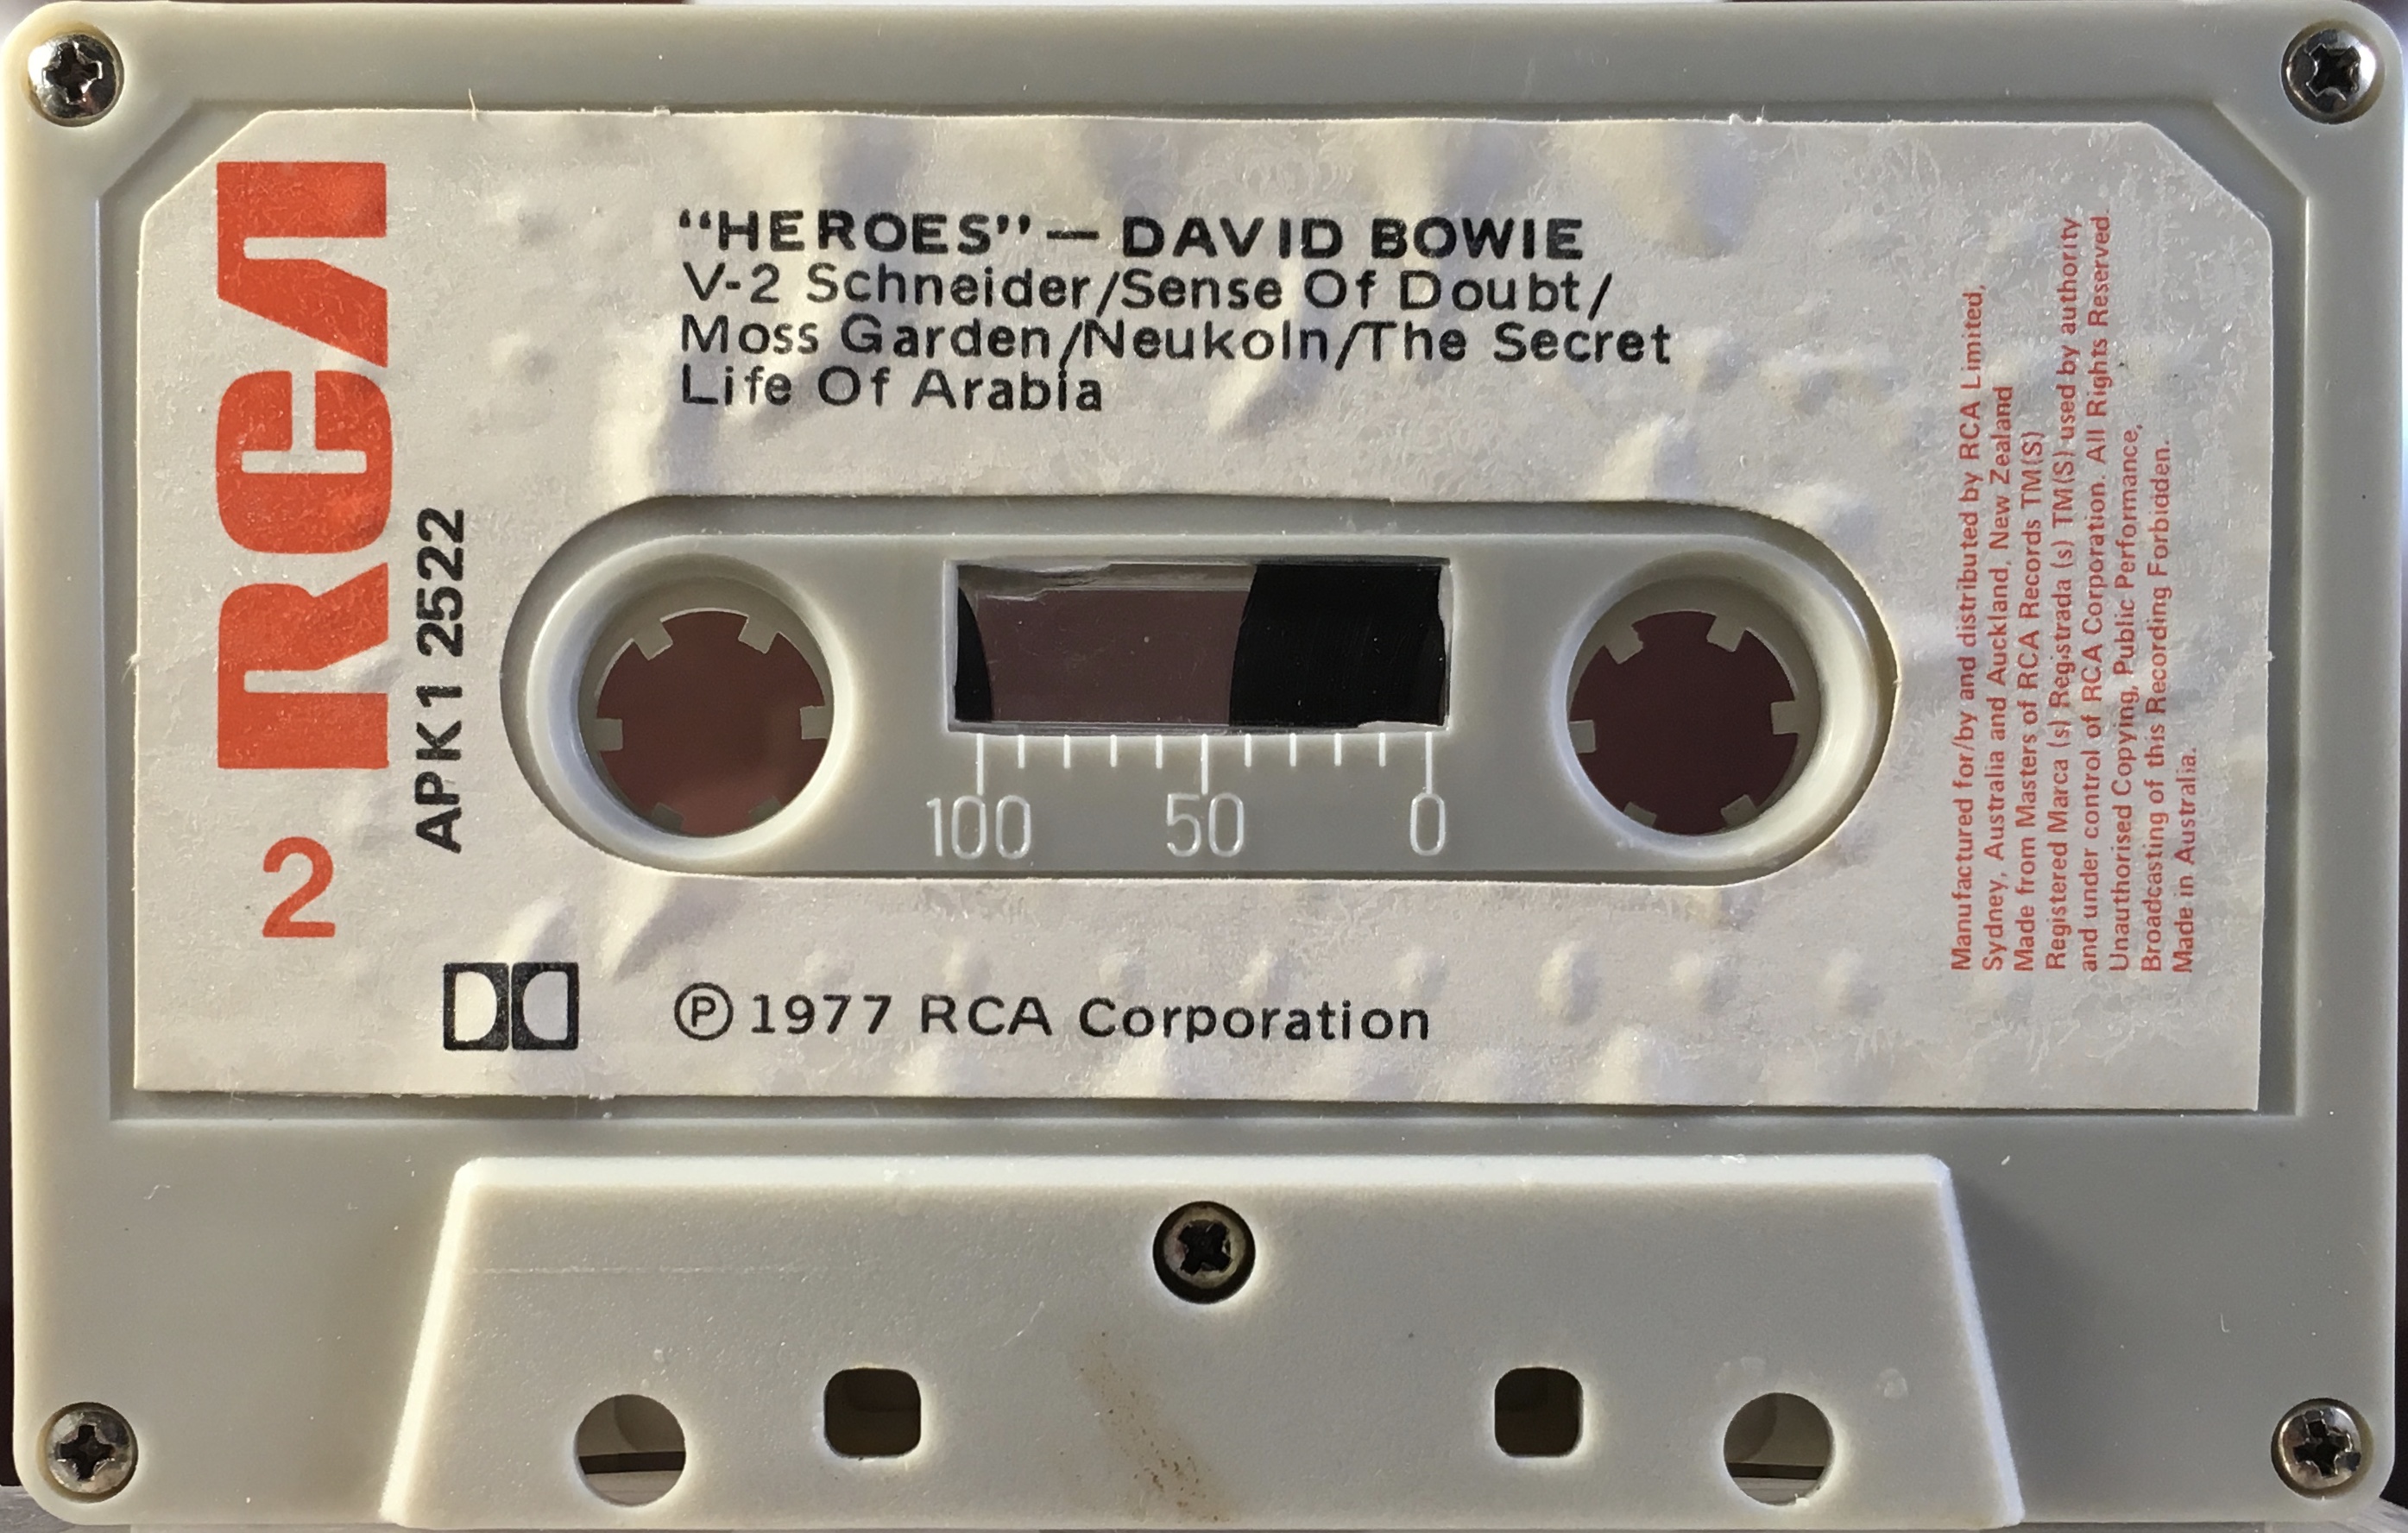 RCA
2
APK1 2522
“HEROES” — DAVID BOWIE
V-2 Schneider/Sense Of Doubt/
Moss Garden/Neukoln/The Secret
Life Of Arabia
100 50 0
Ⓟ 1977 RCA Corporation
Manufactured for/by and distributed by RCA Limited,
Sydney, Australia and Auckland, New Zealand
Made from Masters of RCA Records TM(S)
Registered Marca (s) Registrada (s) TM(S) used by authority
and under control of RCA Corporation. All Rights Reserved.
Unauthorised Copying, Public Performance,
Broadcasting of this Recording Forbidden.
Made in Australia.